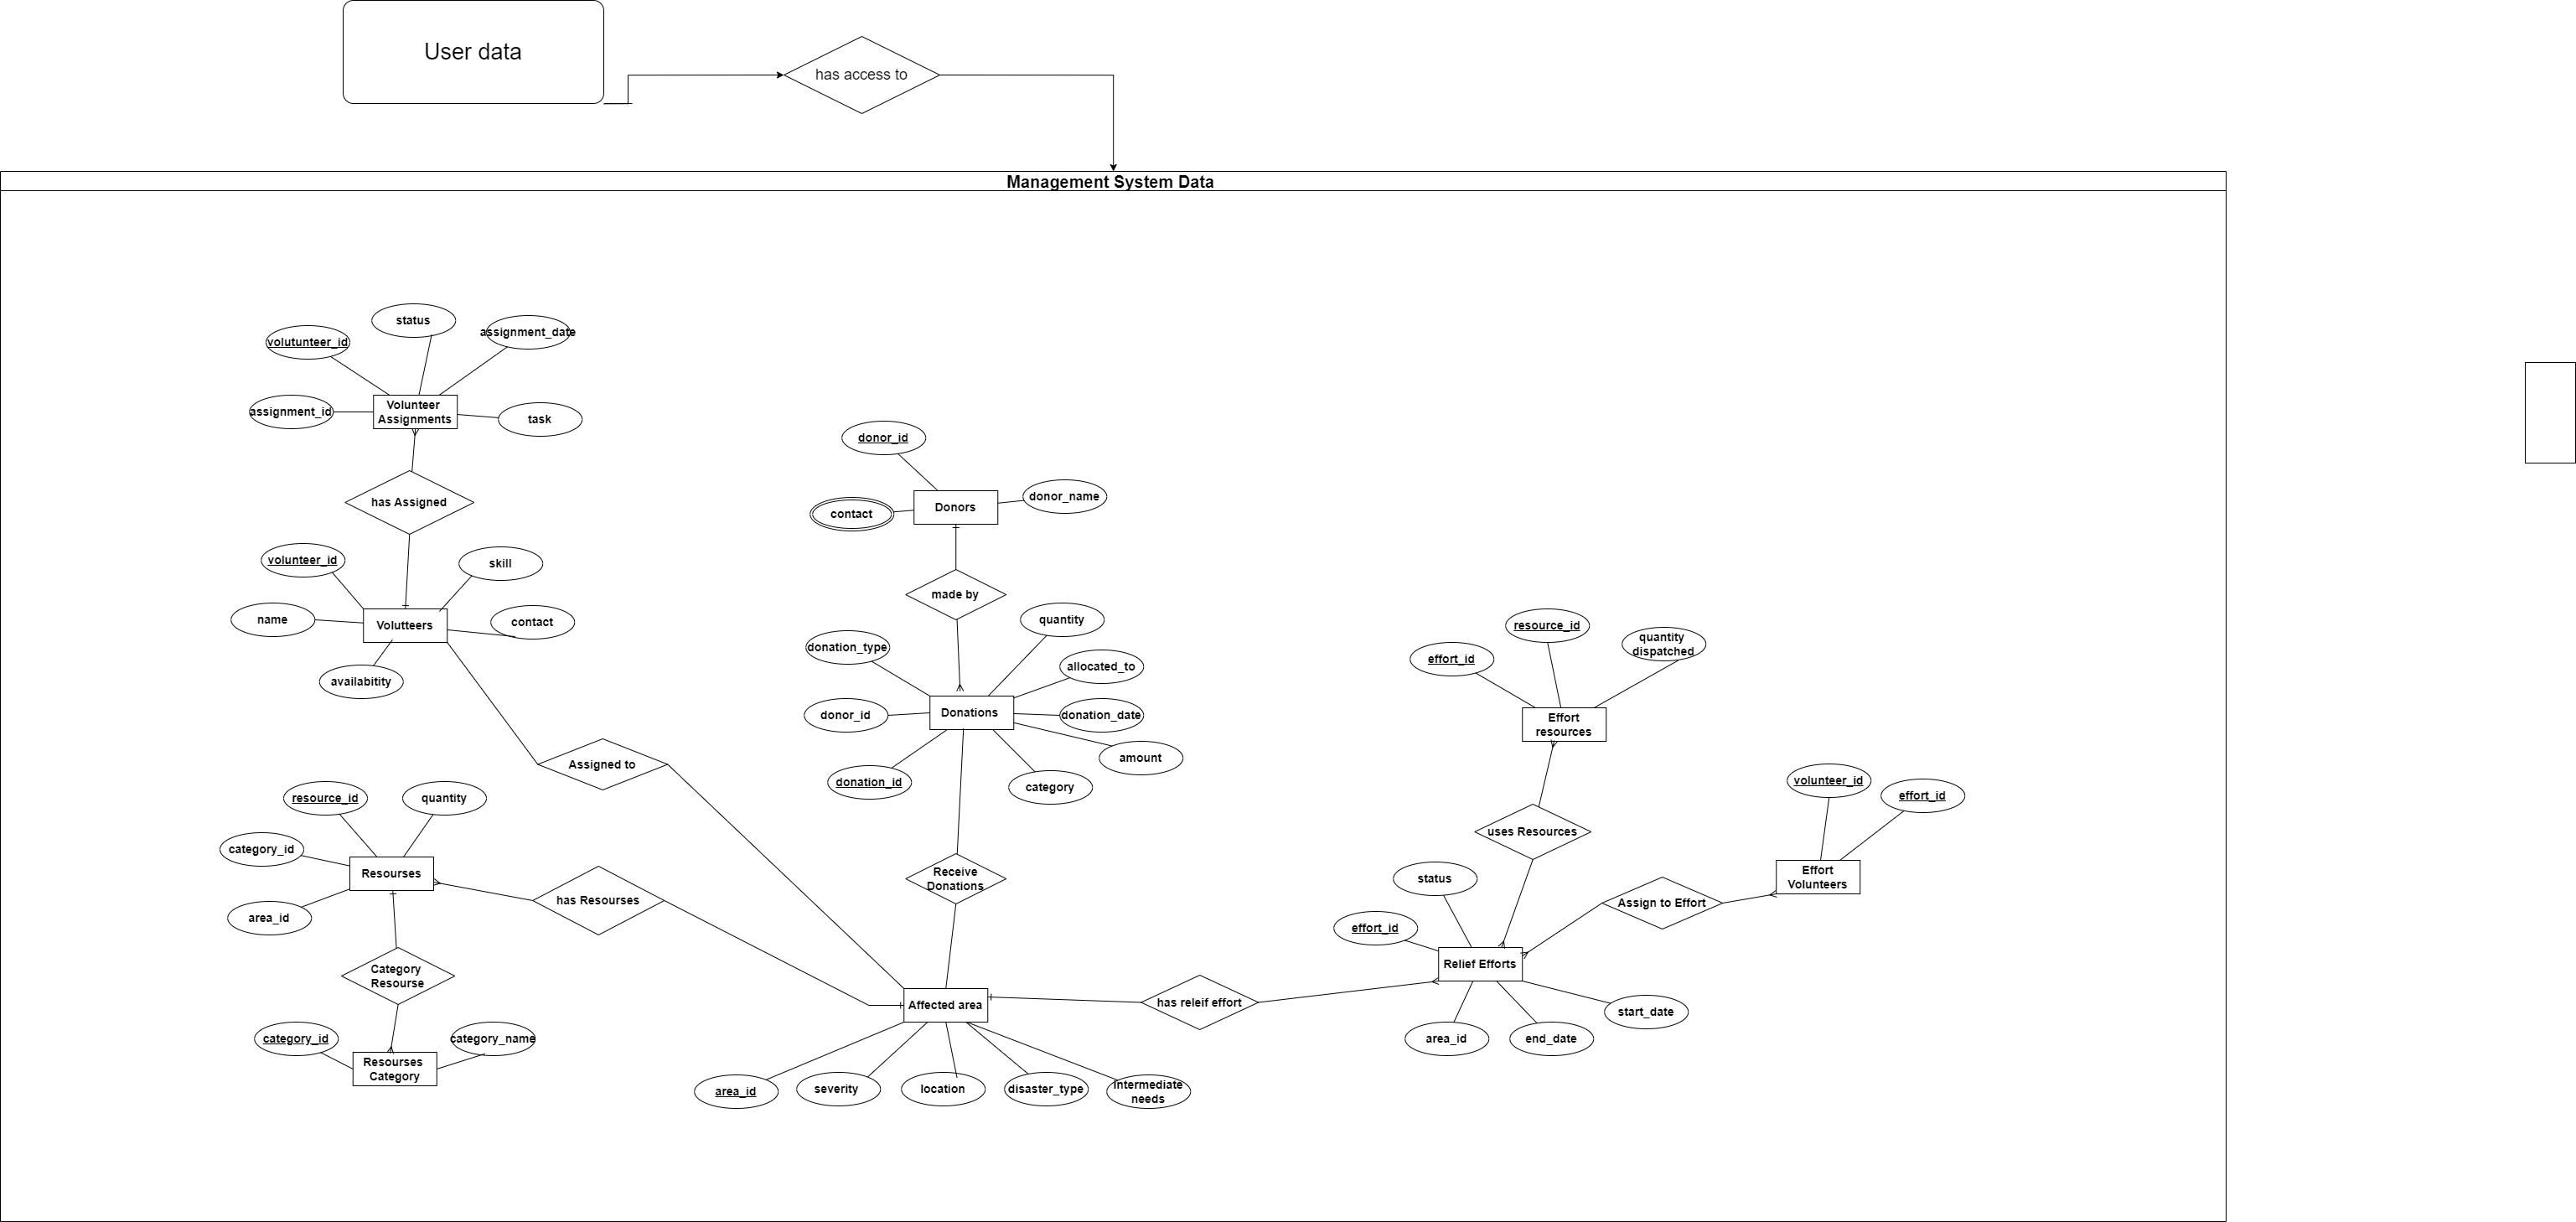 User data
has access to
Management System Data
status
assignment_date
volutunteer_id
assignment_id
Volunteer
Assignments
task
donor_id
has Assigned
donor_name
Donors
contact
volunteer_id
skill
made by
name
Volutteers
contact
quantity
resource_id
donation_type
quantity
dispatched
effort_id
allocated_to
availabitity
donor_id
Donations
donation_date
Effort
resources
amount
Assigned to
donation_id
category
volunteer_id
effort_id
resource_id
quantity
uses Resources
category_id
Resourses
Receive
Donations
status
Effort
Volunteers
has Resourses
Assign to Effort
area_id
effort_id
Relief Efforts
Category
Resourse
Affected area
has releif effort
start_date
category_id
category_name
area_id
end_date
Resourses
Category
area_id
severity
location
disaster_type
Intermediate
needs